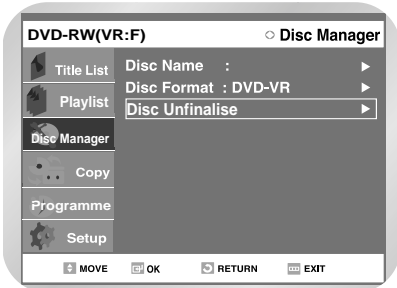 DVD-RW(VR:F) Disc Manager
Title List
Playlist
Disc Manager
Copy
Programme
Setup
Disc Name :
Disc Format : DVD-VR
Disc Unfinalise
MOVE OK RETURN EXIT